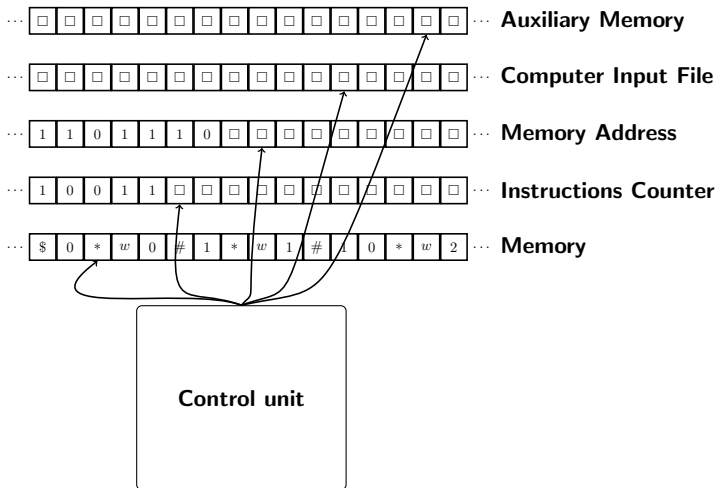 ··· □ □ □ □ □ □ □ □ □ □ □ □ □ □ □ □ ··· Auxiliary Memory
··· □ □ □ □ □ □ □ □ □ □ □ □ □ □ □ □ ··· Computer Input File
··· 1 1 0 1 1 1 0 □ □ □ □ □ □ □ □ □ ··· Memory Address
··· 1 0 0 1 1 □ □ □ □ □ □ □ □ □ □ □ ··· Instructions Counter
··· $ 0 * w 0 # 1 * w 1 # 1 0 * w 2 ··· Memory
Control unit